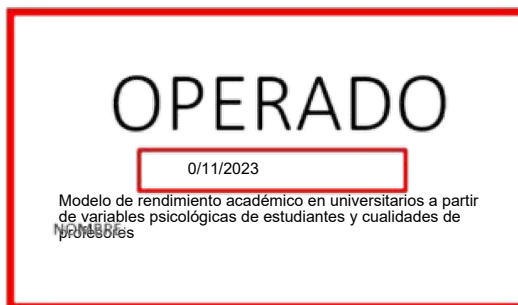 OPERADO
0/11/2023
Modelo de rendimiento académico en universitarios a partir
de variables psicológicas de estudiantes y cualidades de
profesores
NOMBRE